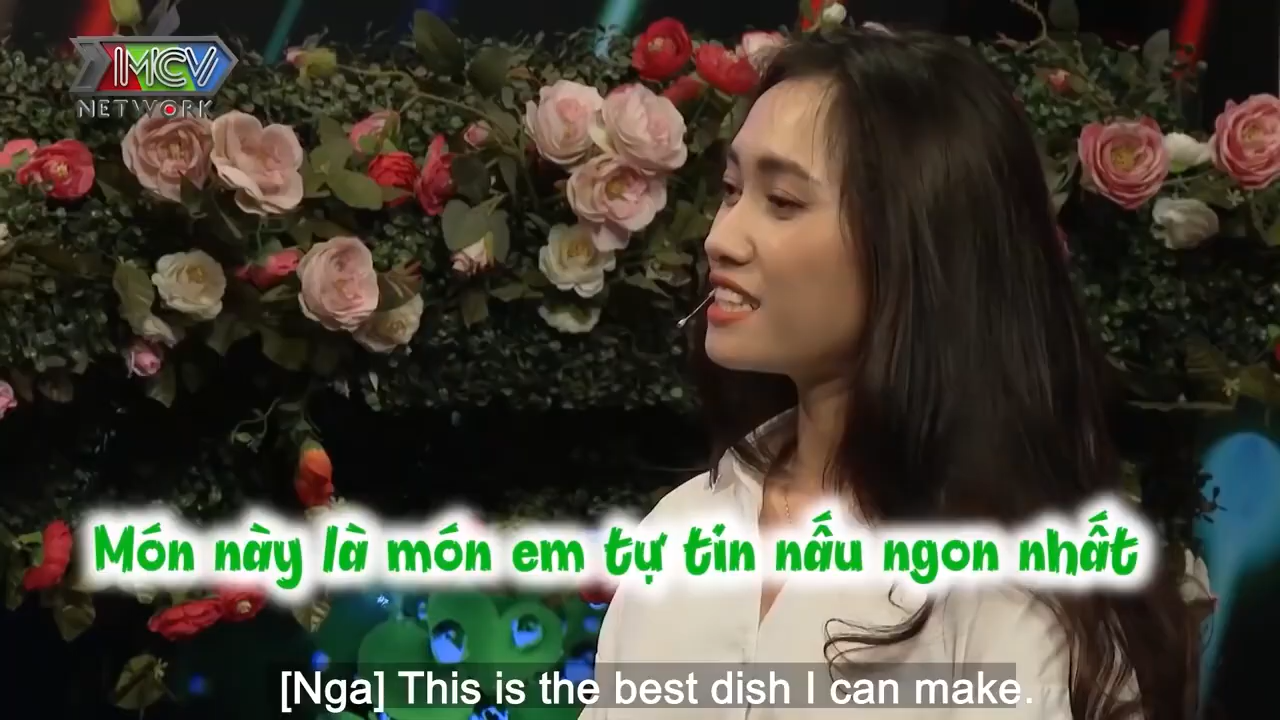 MCV
NETWORK
Món này là món em tự tin nấu ngon nhất
[Nga] This is the best dish I can make.